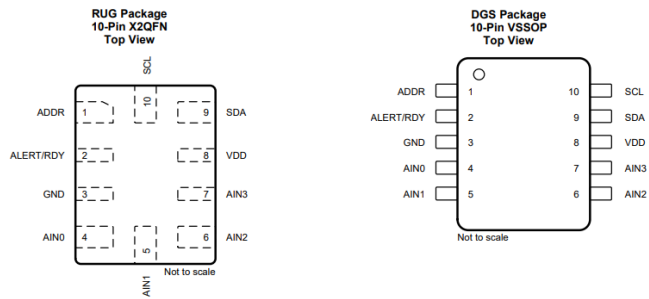 RUG Package
10-Pin X2QFN
Top View
SCL
10
ADDR 1 9 SDA
ALERT/RDY 2 8 VDD
GND 3 7 AIN3
AIN0 4 6 AIN2
5
AIN1
Not to scale
DGS Package
10-Pin VSSOP
Top View
ADDR 1 10 SCL
ALERT/RDY 2 9 SDA
GND 3 8 VDD
AIN0 4 7 AIN3
AIN1 5 6 AIN2
Not to scale